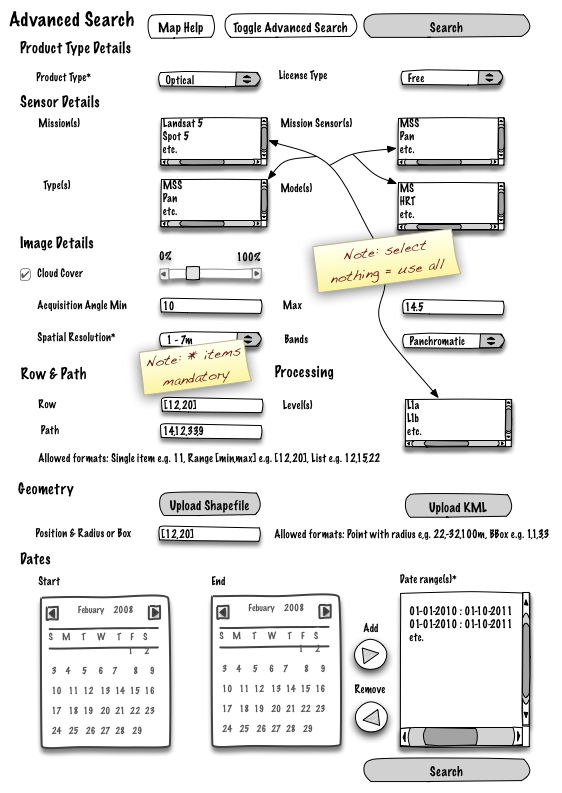 Advanced Search
Map Help
Toggle Advanced Search
Search
Product Type Details
Product Type*
Optical
License Type
Free
Sensor Details
Mission(s)
Landsat 5
Spot 5
etc.
Mission Sensor(s)
MSS
Pan
etc.
Type(s)
MSS
Pan
etc.
Mode(s)
MS
HRT
etc.
Image Details
0%
100%
Cloud Cover
Note: select
nothing = use all
Acquisition Angle Min
10
Max
14.5
Spatial Resolution*
1 - 7m
Bands
Panchromatic
Note: * items
mandatory
Row & Path
Processing
Row
[12,20]
Level(s)
L1a
L1b
etc.
Path
14,12,33,9
Allowed formats: Single item e.g. 11, Range [min,max] e.g. [12,20], List e.g. 12,15,22
Geometry
Upload Shapefile
Upload KML
Position & Radius or Box
[12,20]
Allowed formats: Point with radius e.g. 22,-32,100m, BBox e.g. 1,1,3,3
Dates
Start
End
Date range(s)*
Febuary 2008
S M T W T F S
1 2
3 4 5 6 7 8 9
10 11 12 13 14 15 16
17 18 19 20 21 22 23
24 25 26 27 28 29
Febuary 2008
S M T W T F S
1 2
3 4 5 6 7 8 9
10 11 12 13 14 15 16
17 18 19 20 21 22 23
24 25 26 27 28 29
Add
Remove
01-01-2010 : 01-10-2011
01-01-2010 : 01-10-2011
etc.
Search